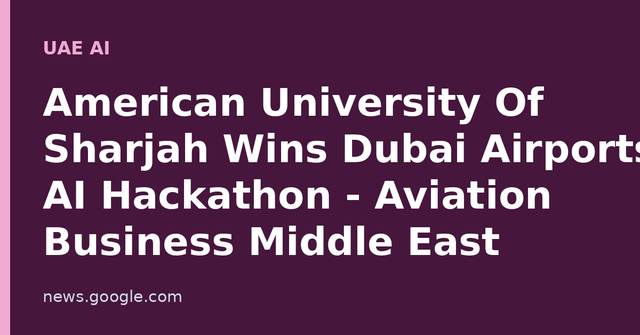 UAE AI
American University Of
Sharjah Wins Dubai Airports
AI Hackathon - Aviation
Business Middle East
news.google.com